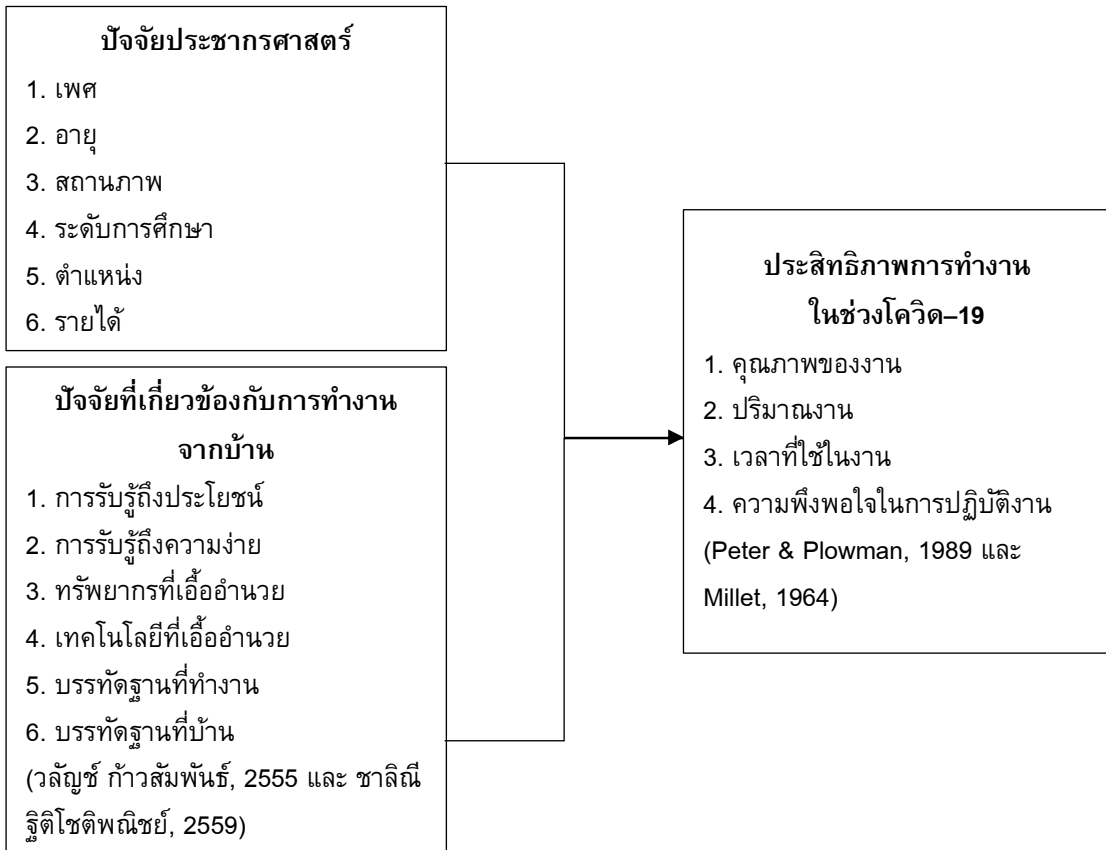 ปัจจัยประชากรศาสตร์
1. เพศ
2. อายุ
3. สถานภาพ
4. ระดับการศึกษา
5. ตำแหน่ง
6. รายได้
ปัจจัยที่เกี่ยวข้องกับการทำงาน
จากบ้าน
1. การรับรู้ถึงประโยชน์
2. การรับรู้ถึงความง่าย
3. ทรัพยากรที่เอื้ออำนวย
4. เทคโนโลยีที่เอื้ออำนวย
5. บรรทัดฐานที่ทำงาน
6. บรรทัดฐานที่บ้าน
(วลัญช์ ก้าวสัมพันธ์, 2555 และ ชาลิณี
ฐิติโชติพณิชย์, 2559)
ประสิทธิภาพการทำงาน
ในช่วงโควิด–19
1. คุณภาพของงาน
2. ปริมาณงาน
3. เวลาที่ใช้ในงาน
4. ความพึงพอใจในการปฏิบัติงาน
(Peter & Plowman, 1989 และ
Millet, 1964)